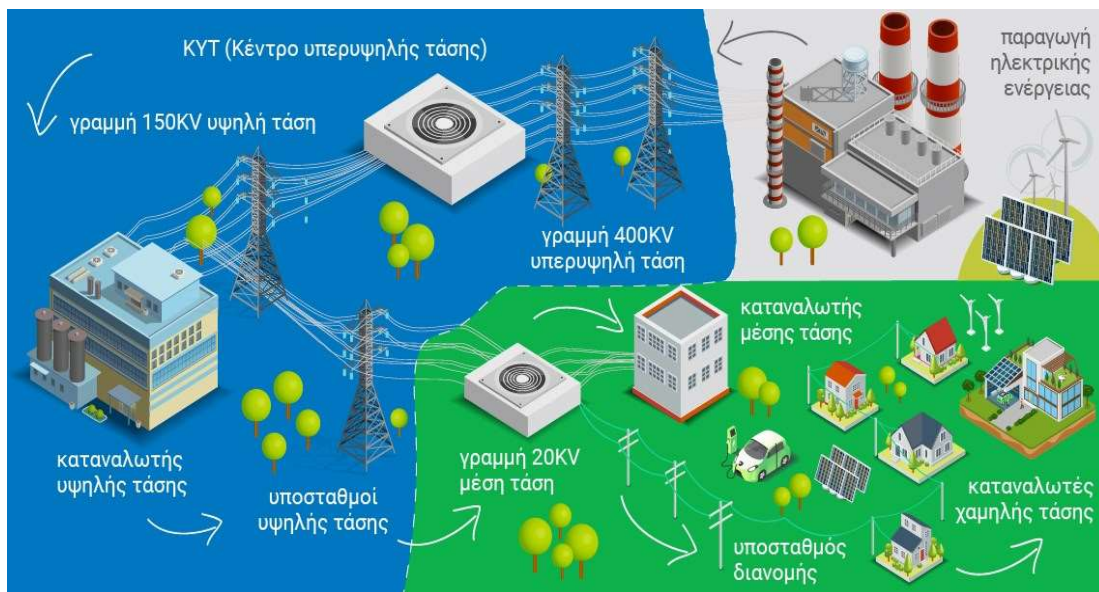 ΚΥΤ (Κέντρο υπερυψηλής τάσης)
παραγωγή
ηλεκτρικής
ενέργειας
γραμμή 150KV υψηλή τάση
γραμμή 400KV
υπερυψηλή τάση
καταναλωτής
μέσης τάσης
καταναλωτής
υψηλής τάσης
υποσταθμοί
υψηλής τάσης
γραμμή 20KV
μέση τάση
υποσταθμός
διανομής
καταναλωτές
χαμηλής τάσης